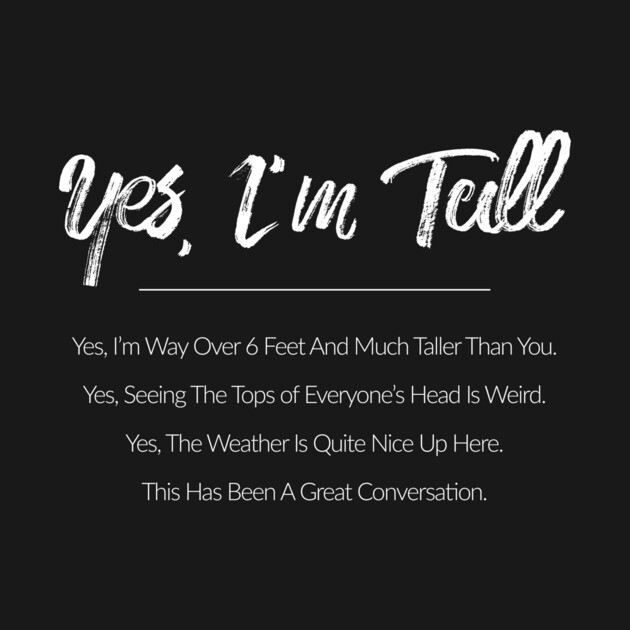 Yes, I'm Tall
Yes, I’m Way Over 6 Feet And Much Taller Than You.
Yes, Seeing The Tops of Everyone’s Head Is Weird.
Yes, The Weather Is Quite Nice Up Here.
This Has Been A Great Conversation.